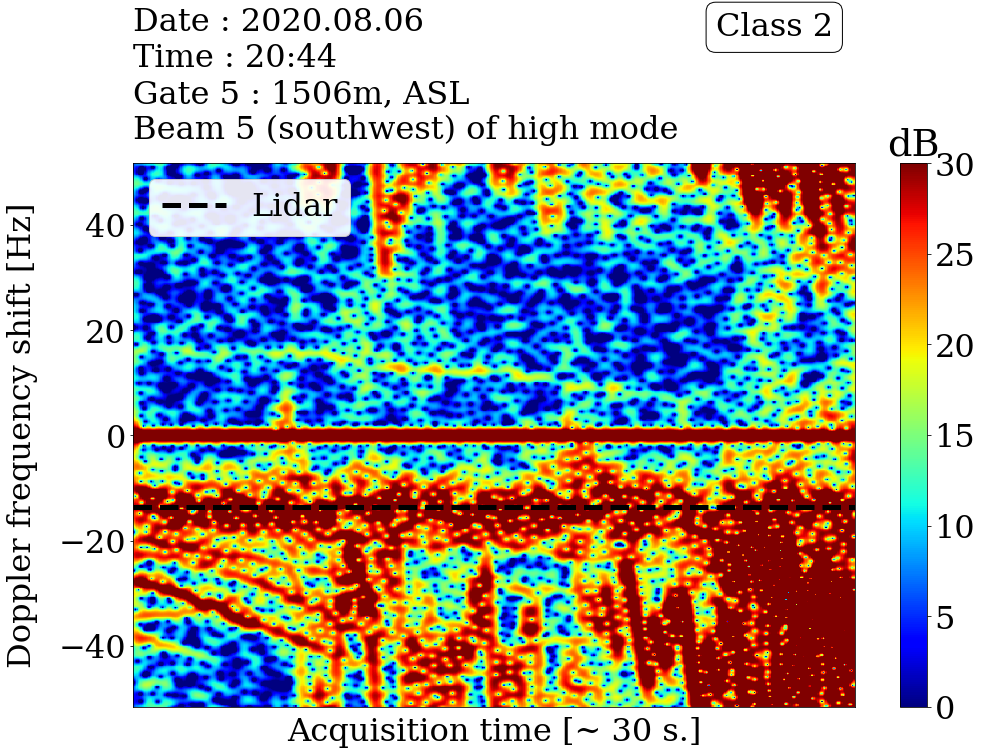 Date : 2020.08.06
Time : 20:44
Gate 5 : 1506m, ASL
Beam 5 (southwest) of high mode
Class 2
dB
Lidar
Doppler frequency shift [Hz]
40
20
0
−20
−40
30
25
20
15
10
5
0
Acquisition time [~ 30 s.]